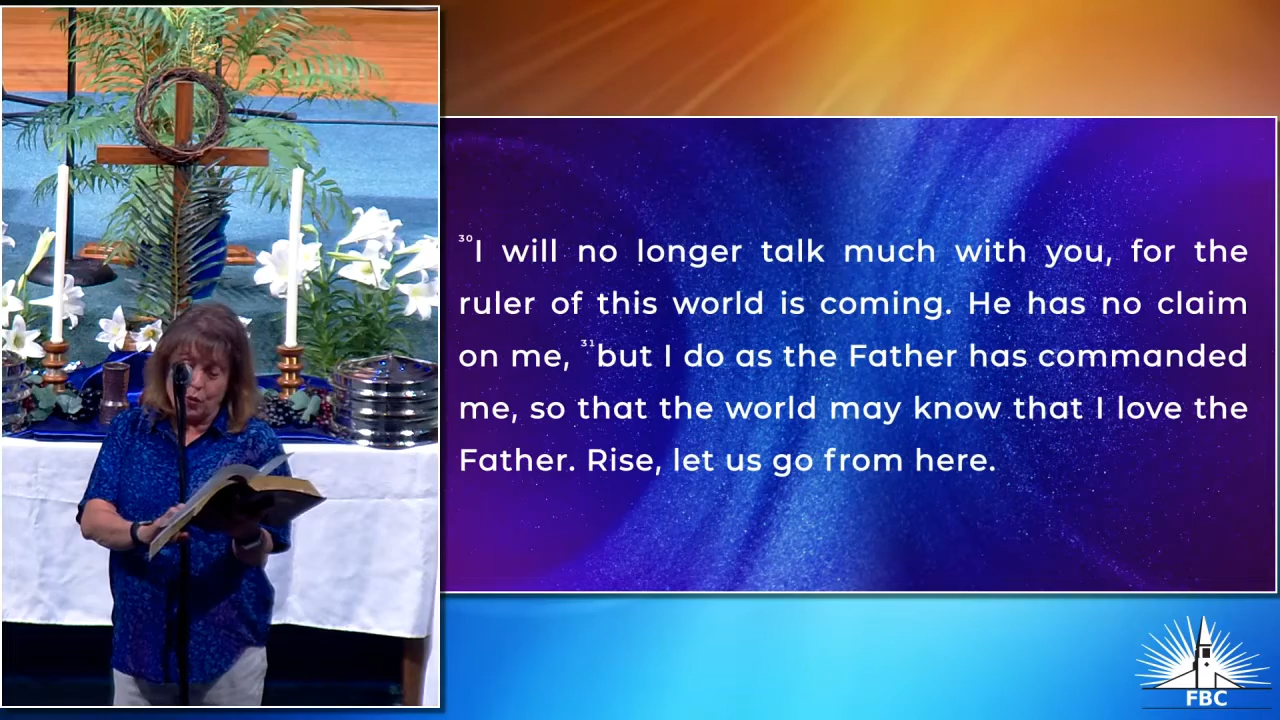 ³⁰I will no longer talk much with you, for the
ruler of this world is coming. He has no claim
on me, ³¹but I do as the Father has commanded
me, so that the world may know that I love the
Father. Rise, let us go from here.
FBC